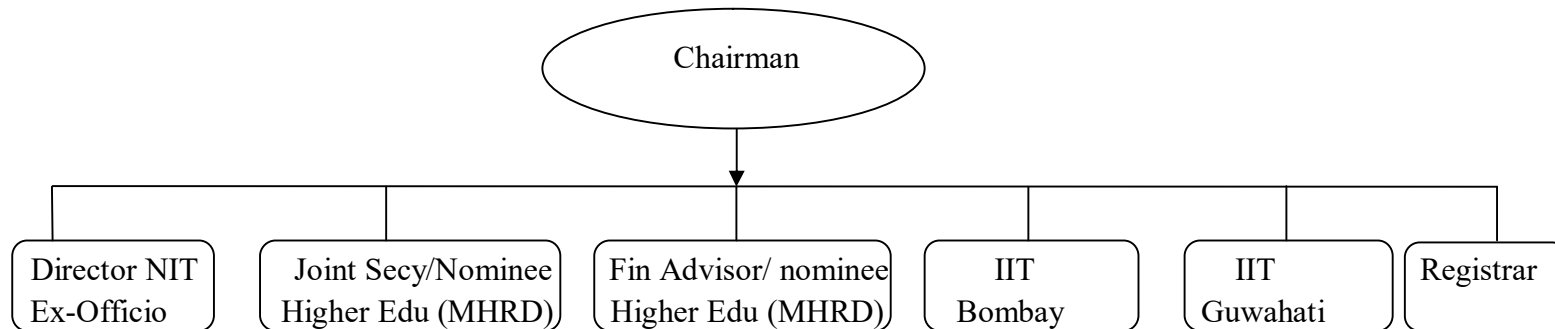 Chairman
Director NIT
Ex-Officio
Joint Secy/Nominee
Higher Edu (MHRD)
Fin Advisor/ nominee
Higher Edu (MHRD)
IIT
Bombay
IIT
Guwahati
Registrar